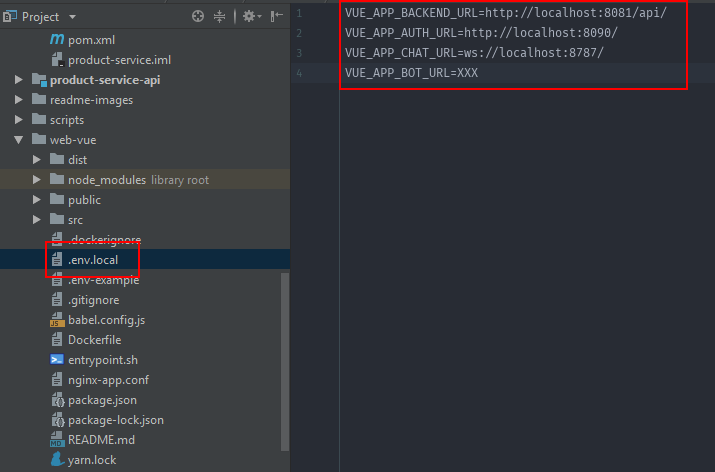 Project
pom.xml
product-service.iml
product-service-api
readme-images
scripts
web-vue
dist
node_modules library root
public
src
.dockerignore
.env.local
.env-example
.gitignore
babel.config.js
Dockerfile
entrypoint.sh
nginx-app.conf
package.json
package-lock.json
README.md
yarn.lock
1 VUE_APP_BACKEND_URL=http://localhost:8081/api/
2 VUE_APP_AUTH_URL=http://localhost:8090/
3 VUE_APP_CHAT_URL=ws://localhost:8787/
4 VUE_APP_BOT_URL=XXX